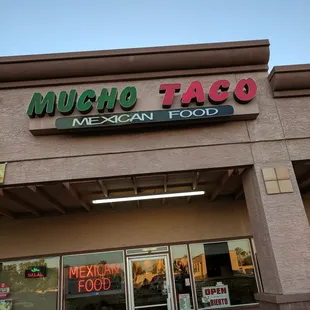 MUCHO TACO
MEXICAN FOOD
MEXICAN
FOOD
OPEN
ABIERTO